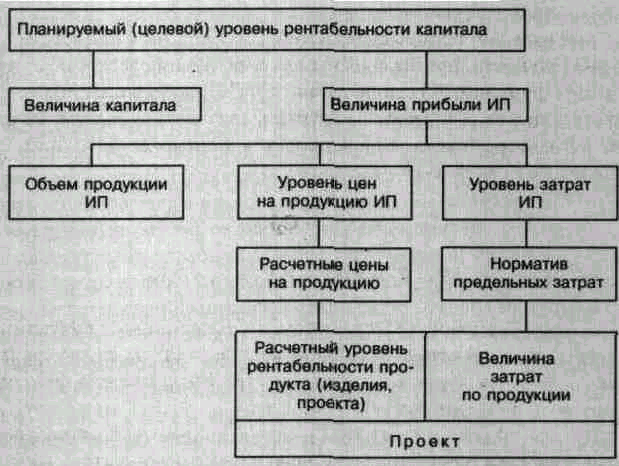 Планируемый (целевой) уровень рентабельности капитала
Величина капитала
Величина прибыли ИП
Объем продукции
ИП
Уровень цен
на продукцию ИП
Уровень затрат
ИП
Расчетные цены
на продукцию
Норматив
предельных затрат
Расчетный уровень
рентабельности про-
дукта (изделия,
проекта)
Величина
затрат
по продукции
Проект